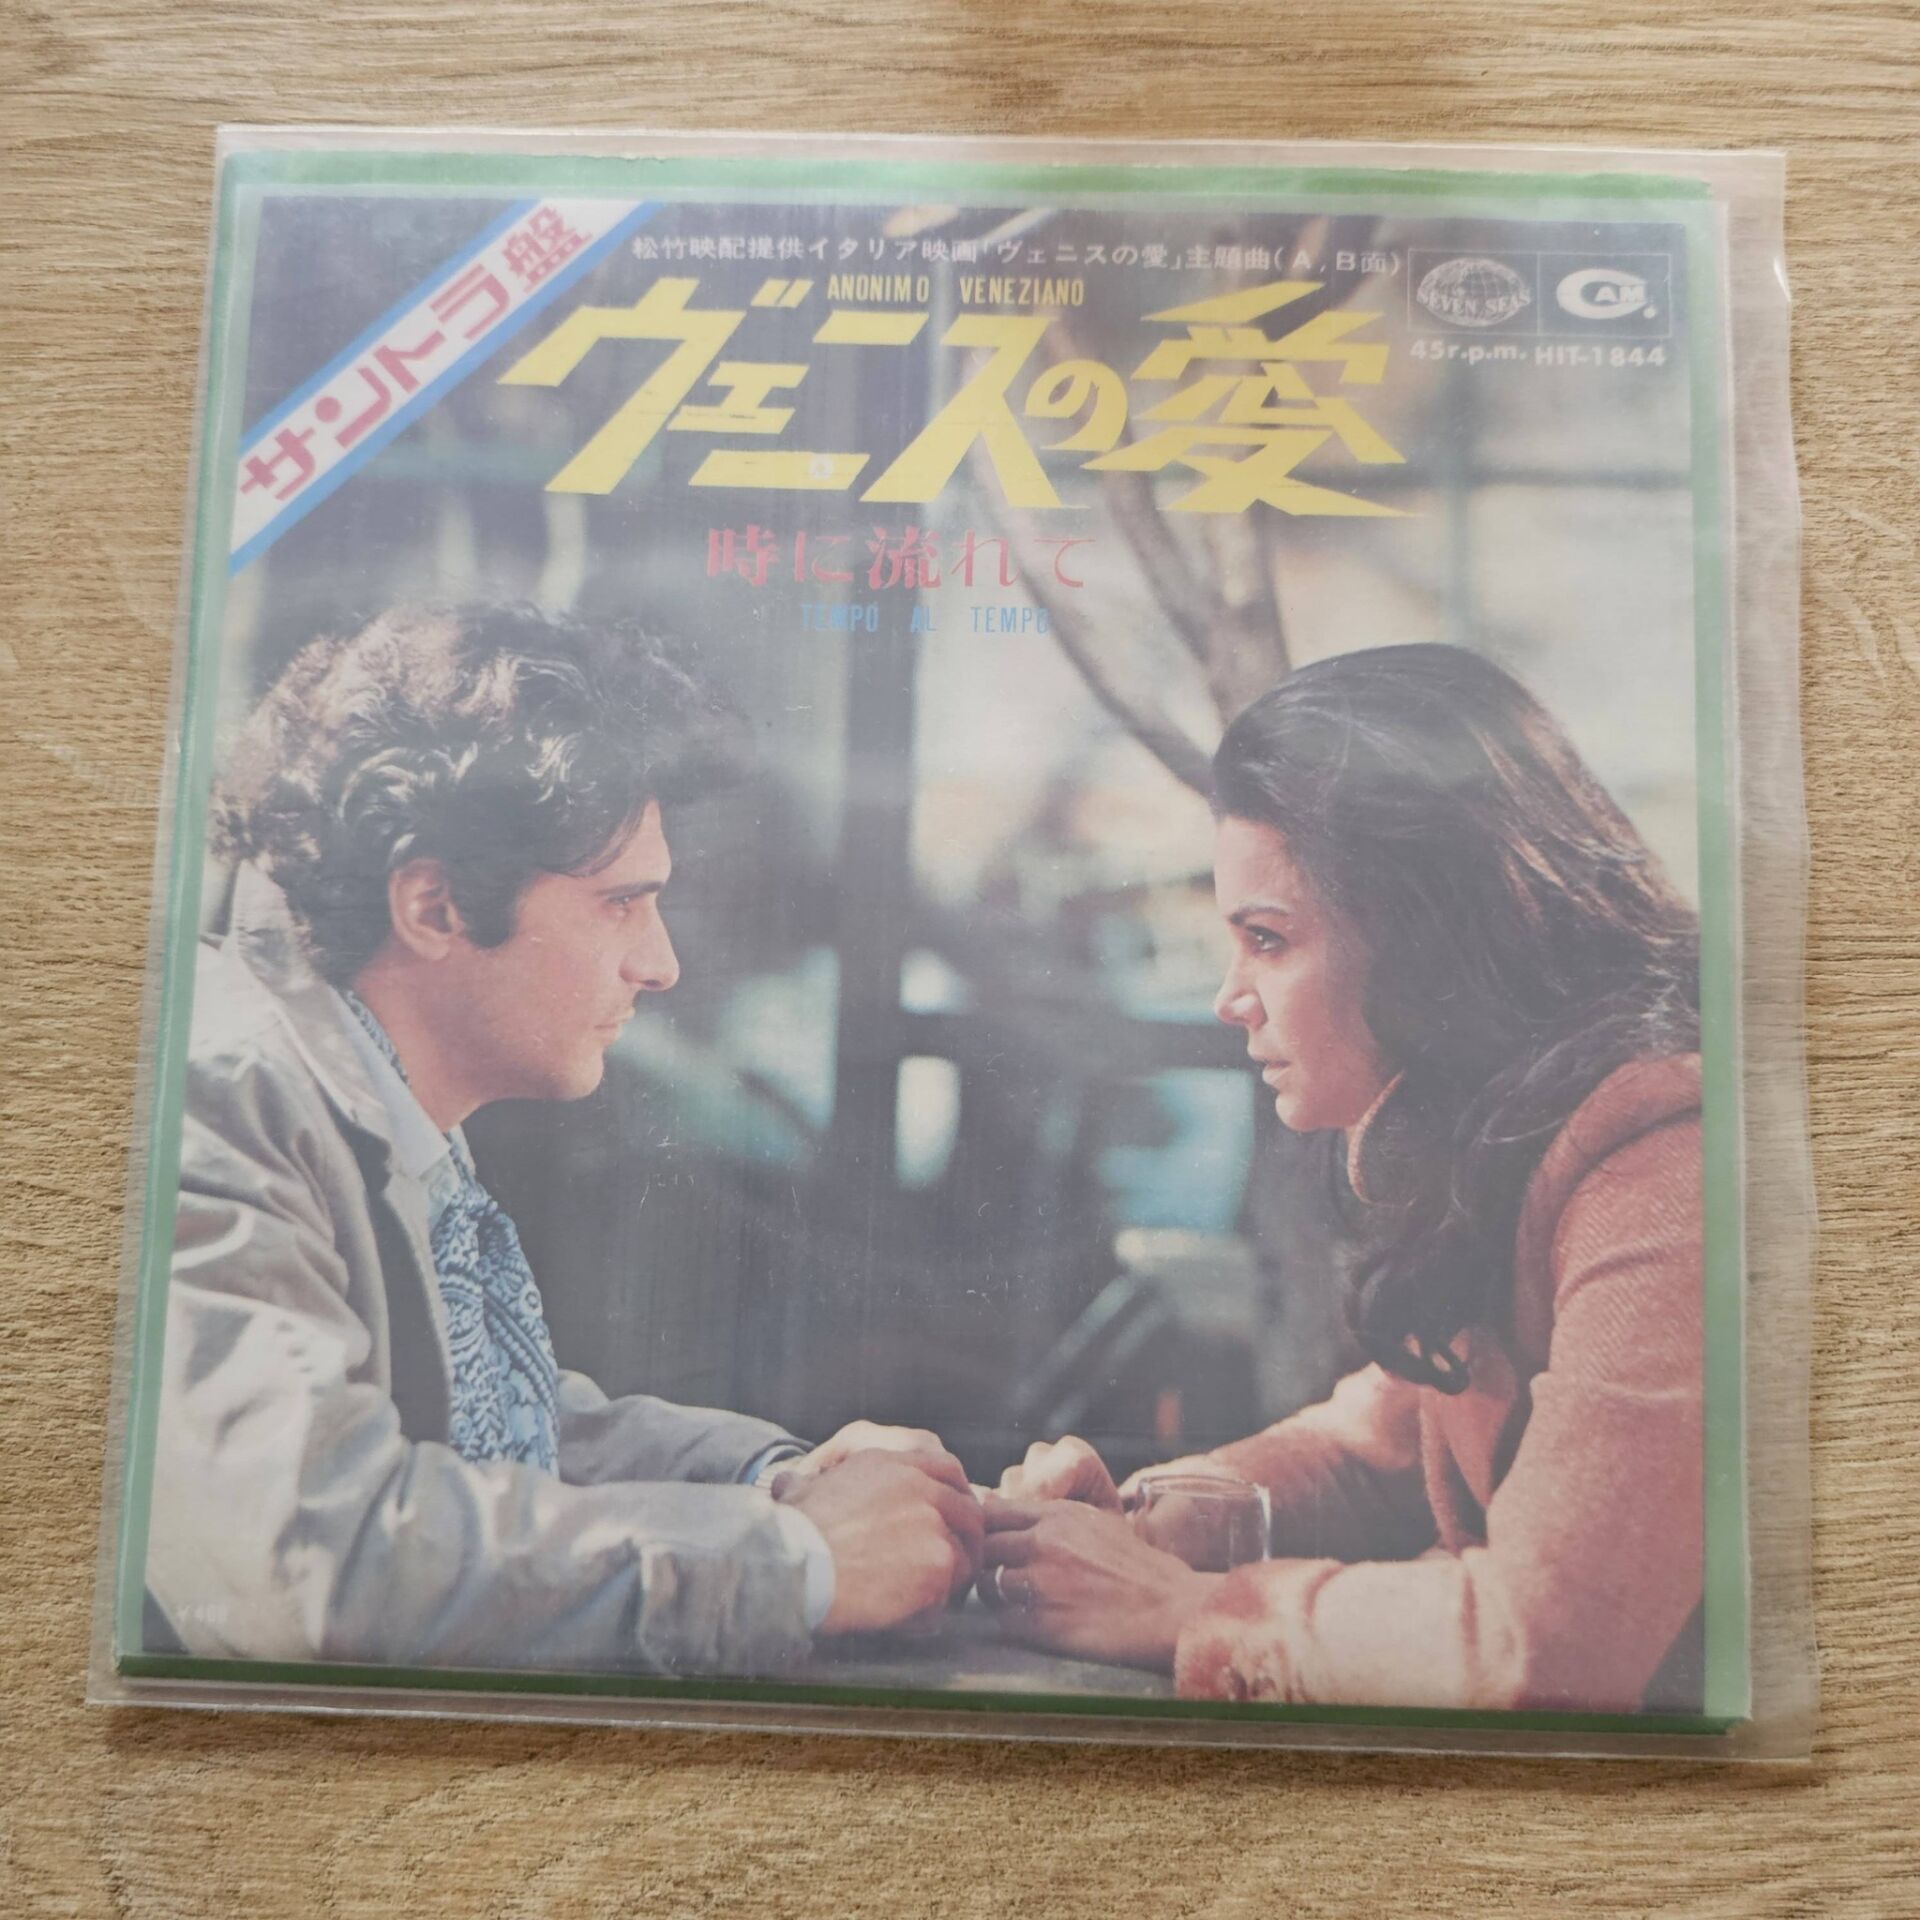 サントラ盤
松竹映配提供イタリア映画「ヴェニスの愛」主題曲(A,B面)
ANONIMO VENEZIANO
ヴェニスの愛
時に流れて
TEMPO AL TEMPO
SEVEN SEAS
CAM
45r.p.m. HIT-1844